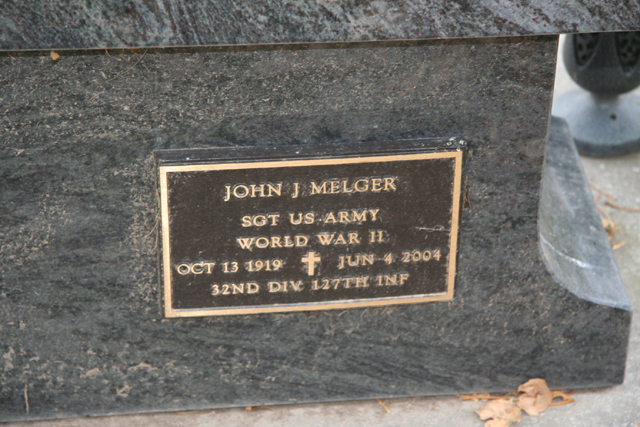 JOHN J MELGER
SGT US ARMY
WORLD WAR II
OCT 13 1919 JUN 4 2004
32ND DIV 127TH INF